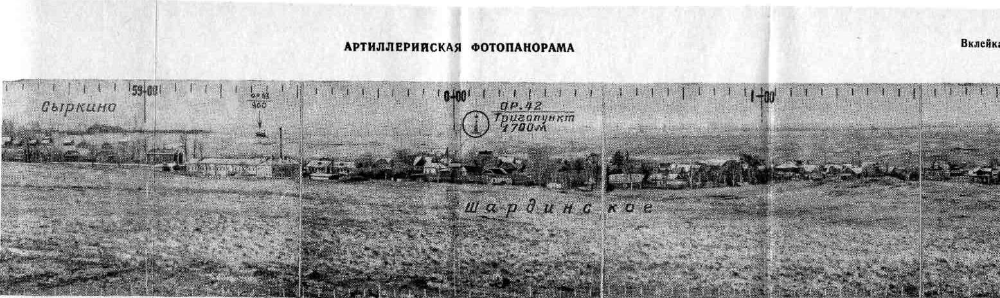 АРТИЛЛЕРИЙСКАЯ ФОТОПАНОРАМА
Вклейка
59-00
0-00
1-00
Сыркино
ОР.42
Тригопункт
1700м
Шардинское